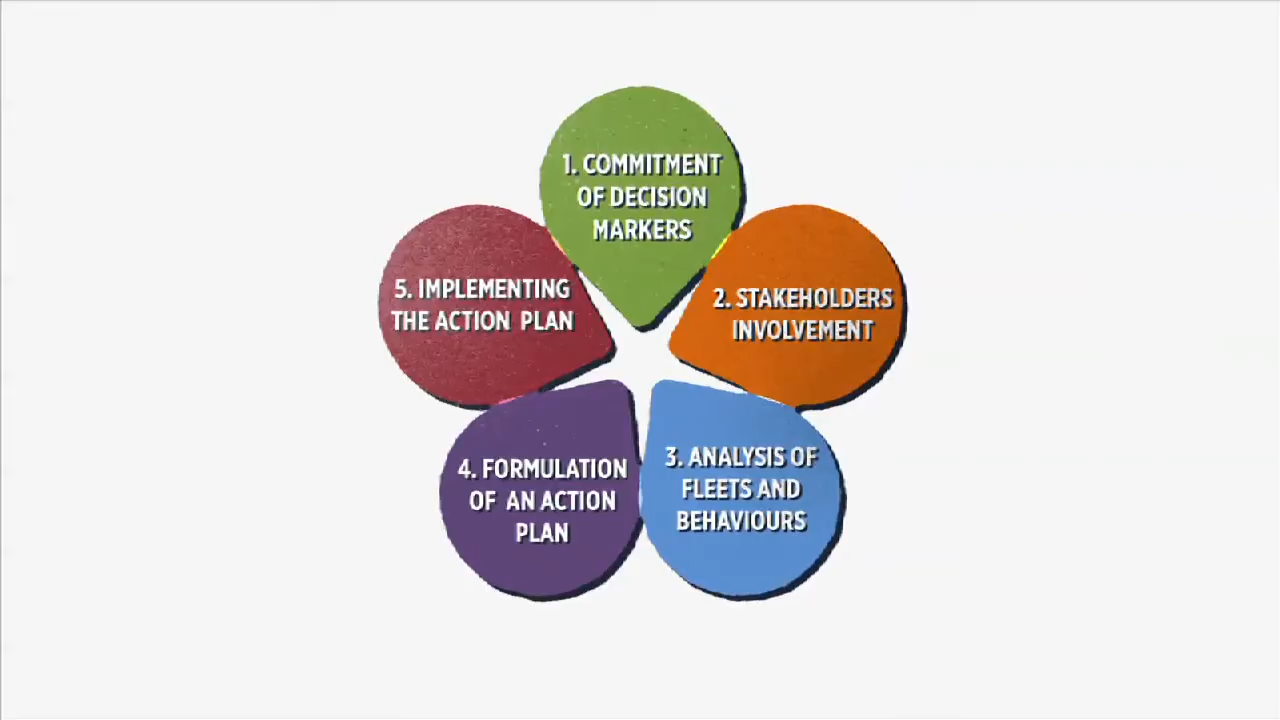 1. COMMITMENT
OF DECISION
MARKERS
2. STAKEHOLDERS
INVOLVEMENT
3. ANALYSIS OF
FLEETS AND
BEHAVIOURS
4. FORMULATION
OF AN ACTION
PLAN
5. IMPLEMENTING
THE ACTION PLAN